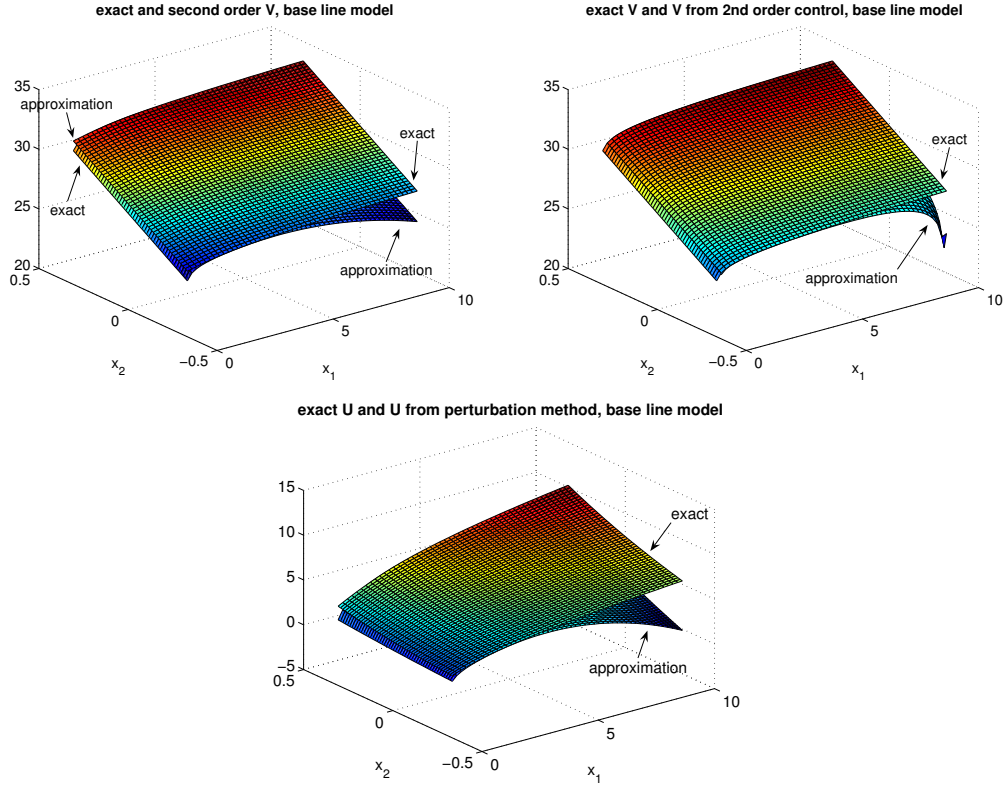 exact and second order V, base line model
35
30
25
20
approximation
exact
exact
approximation
0.5
0
−0.5
0
5
10
x2
x1
exact V and V from 2nd order control, base line model
35
30
25
20
exact
approximation
0.5
0
−0.5
0
5
10
x2
x1
exact U and U from perturbation method, base line model
15
10
5
0
−5
exact
approximation
0.5
0
−0.5
0
5
10
x2
x1